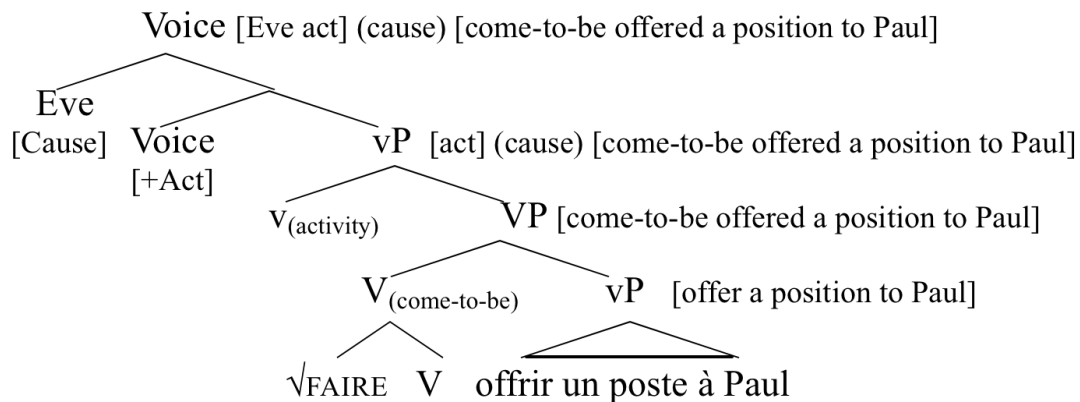 Voice [Eve act] (cause) [come-to-be offered a position to Paul]
Eve
[Cause] Voice vP [act] (cause) [come-to-be offered a position to Paul]
[+Act]
v(activity) VP [come-to-be offered a position to Paul]
V(come-to-be) vP [offer a position to Paul]
√FAIRE V offrir un poste à Paul